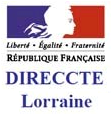 Liberté • Égalité • Fraternité
RÉPUBLIQUE FRANÇAISE
DIRECCTE
Lorraine